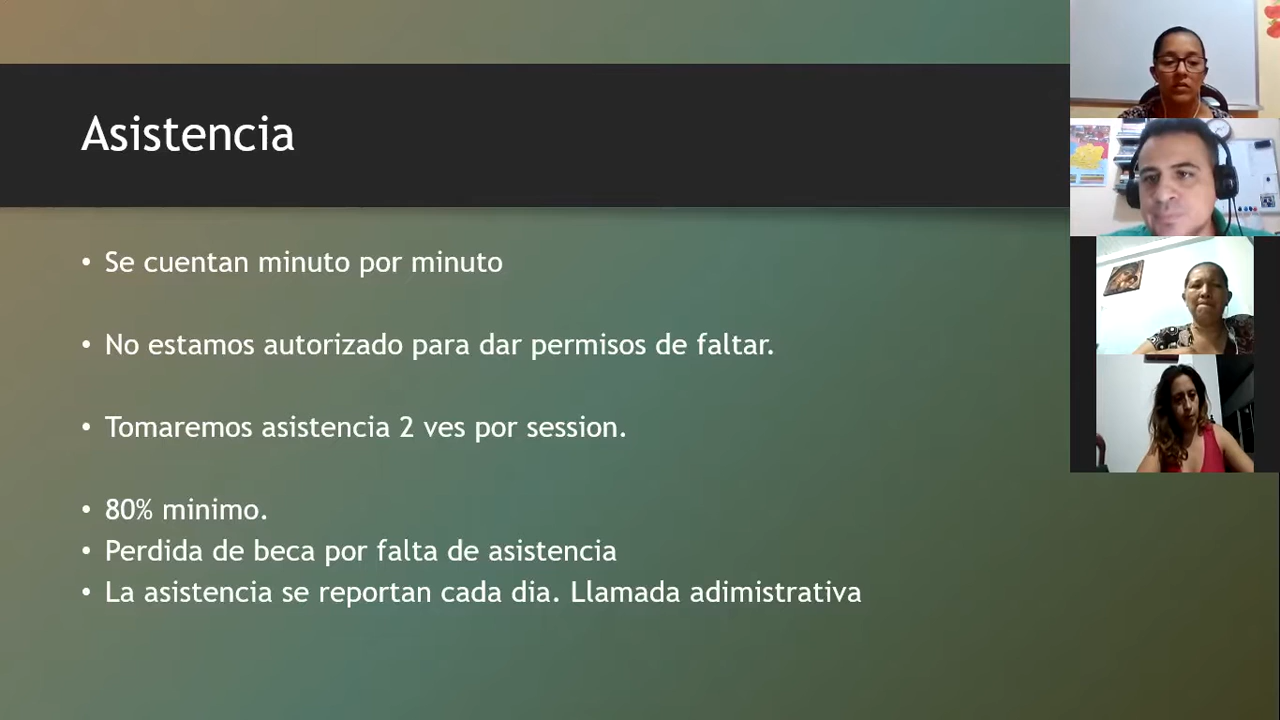 Asistencia
• Se cuentan minuto por minuto
• No estamos autorizado para dar permisos de faltar.
• Tomaremos asistencia 2 ves por session.
• 80% minimo.
• Perdida de beca por falta de asistencia
• La asistencia se reportan cada dia. Llamada adimistrativa